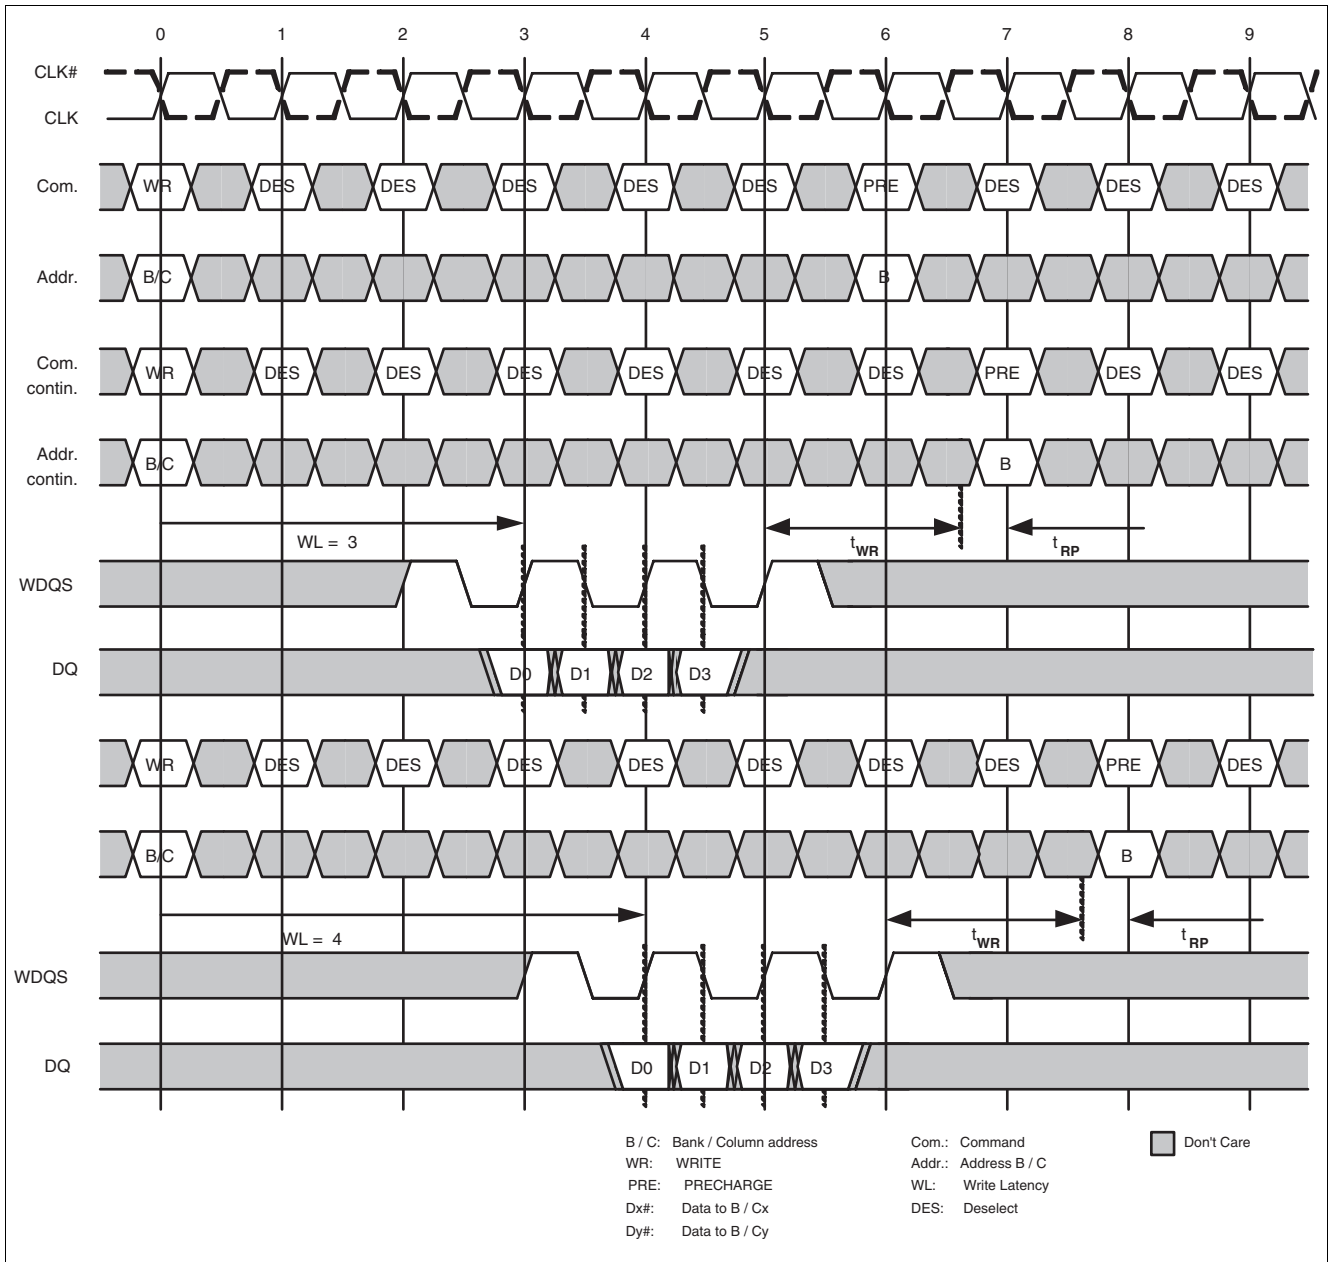 0 1 2 3 4 5 6 7 8 9
CLK#
CLK
Com. WR DES DES DES DES DES PRE DES DES DES
Addr. B/C B
Com. contin. WR DES DES DES DES DES DES PRE DES DES
Addr. contin. B/C B
WL = 3 tWR tRP
WDQS
DQ D0 D1 D2 D3
WR DES DES DES DES DES DES DES PRE DES
B/C B
WL = 4 tWR tRP
WDQS
DQ D0 D1 D2 D3
B / C: Bank / Column address
WR: WRITE
PRE: PRECHARGE
Dx#: Data to B / Cx
Dy#: Data to B / Cy
Com.: Command
Addr.: Address B / C
WL: Write Latency
DES: Deselect
Don't Care